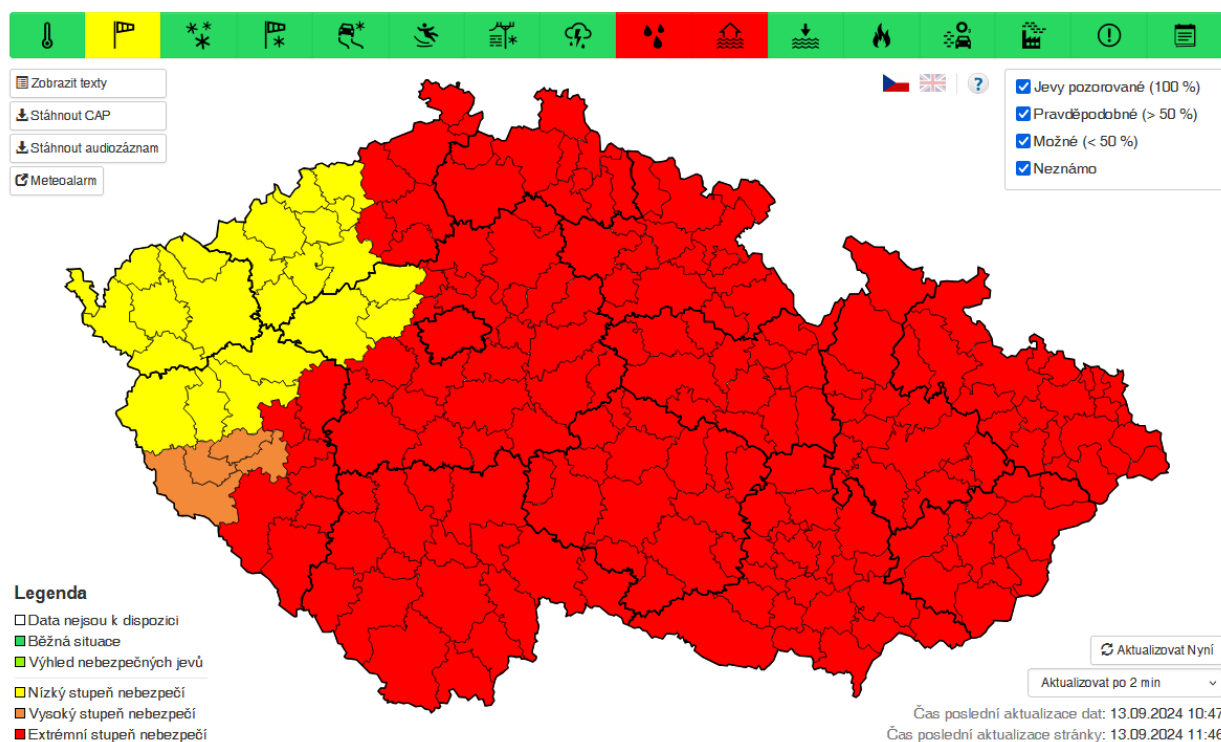 Zobrazit texty
Stáhnout CAP
Stáhnout audiozáznam
Meteoalarm
?
Jevy pozorované (100 %)
Pravděpodobné (> 50 %)
Možné (< 50 %)
Neznámo
Legenda
Data nejsou k dispozici
Běžná situace
Výhled nebezpečných jevů
Nízký stupeň nebezpečí
Vysoký stupeň nebezpečí
Extrémní stupeň nebezpečí
Aktualizovat Nyní
Aktualizovat po 2 min
Čas poslední aktualizace dat: 13.09.2024 10:47
Čas poslední aktualizace stránky: 13.09.2024 11:46